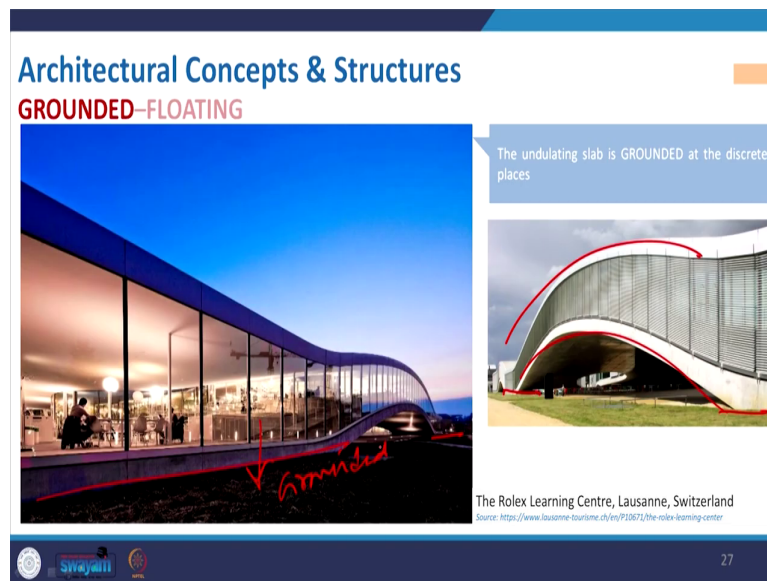 Architectural Concepts & Structures
GROUNDED–FLOATING
The undulating slab is GROUNDED at the discrete
places
Grounded
The Rolex Learning Centre, Lausanne, Switzerland
Source: https://www.lausanne-tourisme.ch/en/P10671/the-rolex-learning-center
swayam
NPTEL
27